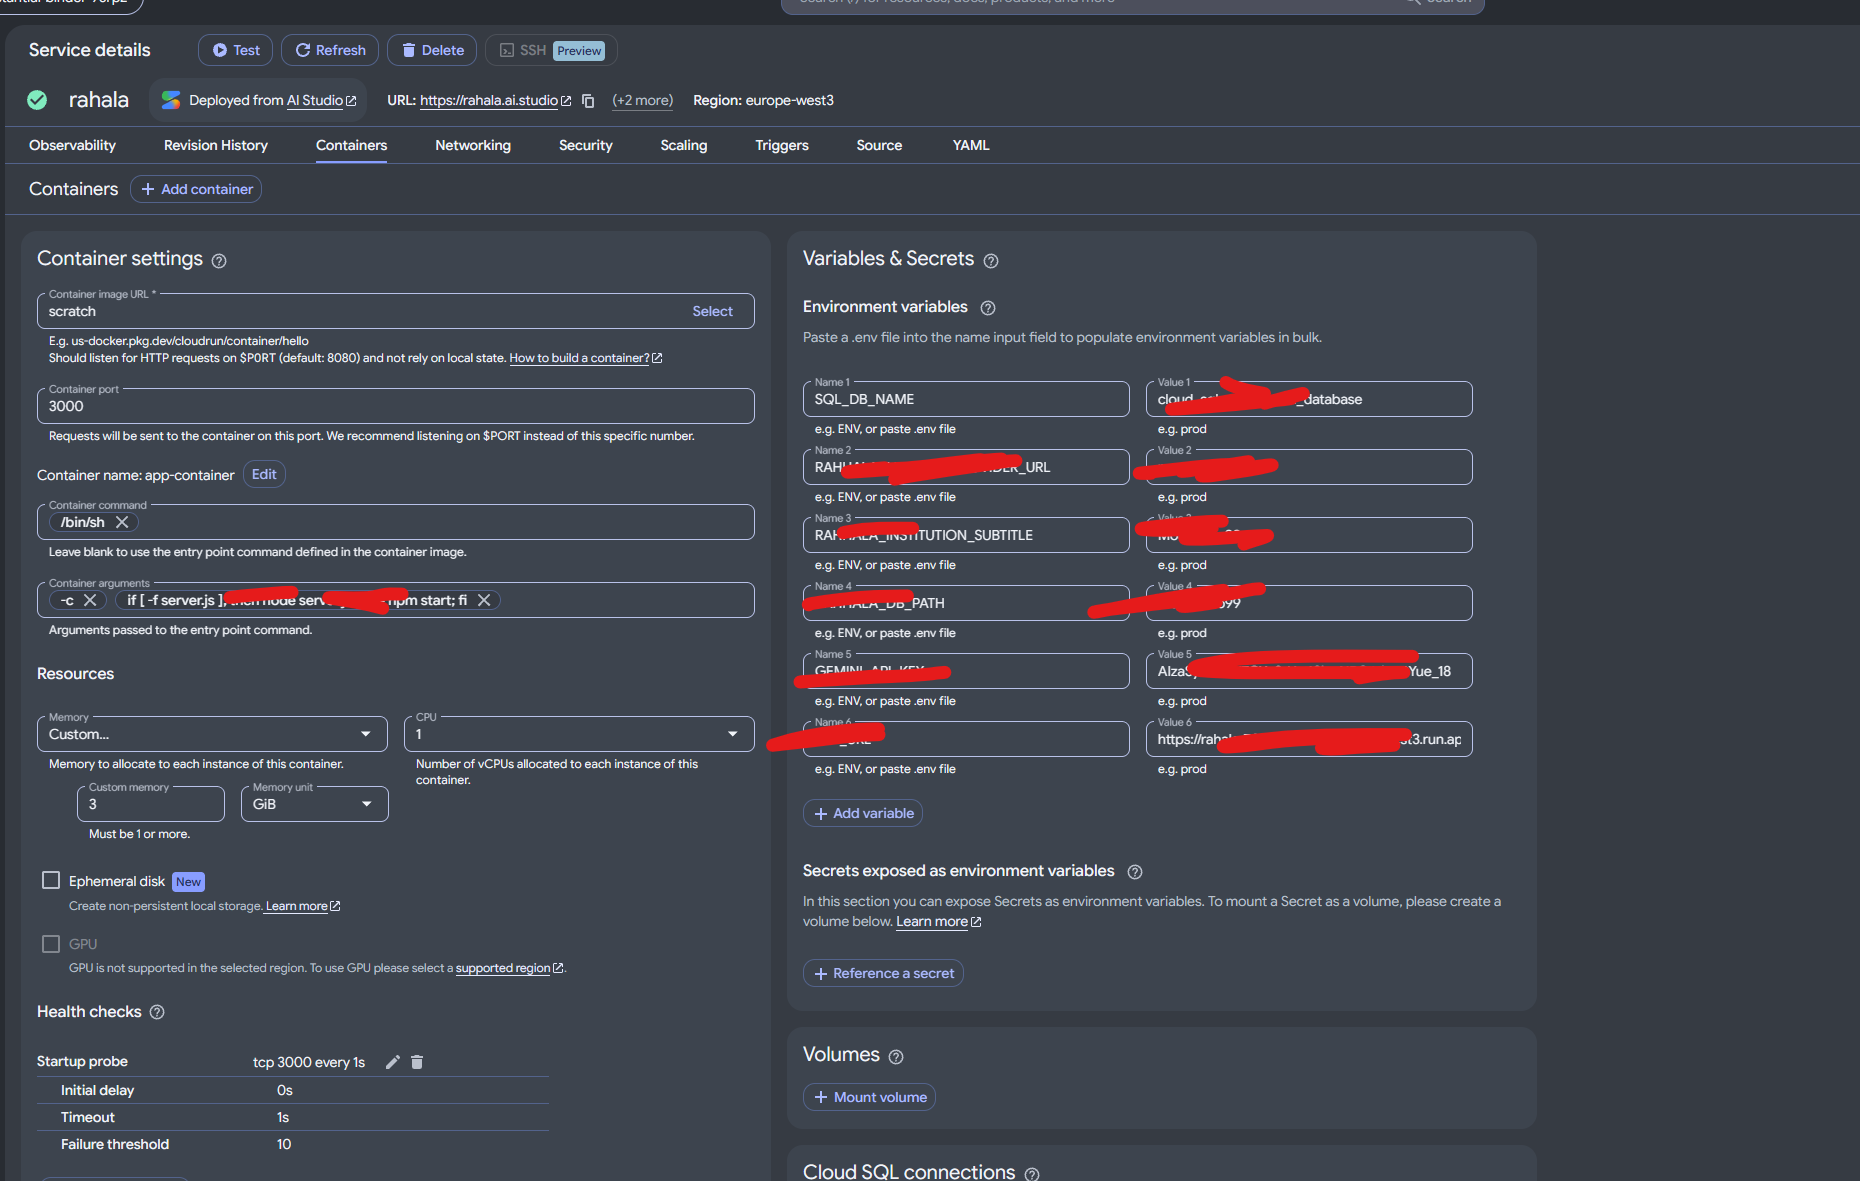 Service details
Test
Refresh
Delete
SSH
Preview
rahala
Deployed from AI Studio
URL: https://rahala.ai.studio
(+2 more)
Region: europe-west3
Observability
Revision History
Containers
Networking
Security
Scaling
Triggers
Source
YAML
Containers
+ Add container
Container settings
Container image URL *
scratch
Select
E.g. us-docker.pkg.dev/cloudrun/container/hello
Should listen for HTTP requests on $PORT (default: 8080) and not rely on local state. How to build a container?
Container port
3000
Requests will be sent to the container on this port. We recommend listening on $PORT instead of this specific number.
Container name: app-container
Edit
Container command
/bin/sh
Leave blank to use the entry point command defined in the container image.
Container arguments
-c
if [ -f server.js ]; then node start; fi
Arguments passed to the entry point command.
Resources
Memory
Custom...
Memory to allocate to each instance of this container.
CPU
1
Number of vCPUs allocated to each instance of this
container.
Custom memory
3
Must be 1 or more.
Memory unit
GiB
Ephemeral disk
New
Create non-persistent local storage. Learn more
GPU
GPU is not supported in the selected region. To use GPU please select a supported region.
Health checks
Startup probe
tcp 3000 every 1s
Initial delay
0s
Timeout
1s
Failure threshold
10
Variables & Secrets
Environment variables
Paste a .env file into the name input field to populate environment variables in bulk.
Name 1
SQL_DB_NAME
e.g. ENV, or paste .env file
Value 1
_database
e.g. prod
Name 2
_URL
e.g. ENV, or paste .env file
Value 2
e.g. prod
Name 3
RAHHALA_INSTITUTION_SUBTITLE
e.g. ENV, or paste .env file
e.g. prod
Name 4
_DB_PATH
e.g. ENV, or paste .env file
Value 4
e.g. prod
Name 5
GEMINI_API_KEY
e.g. ENV, or paste .env file
Value 5
Yue_18
e.g. prod
Name 6
e.g. ENV, or paste .env file
Value 6
https://rah t3.run.ap
e.g. prod
+ Add variable
Secrets exposed as environment variables
In this section you can expose Secrets as environment variables. To mount a Secret as a volume, please create a
volume below. Learn more
+ Reference a secret
Volumes
+ Mount volume
Cloud SQL connections